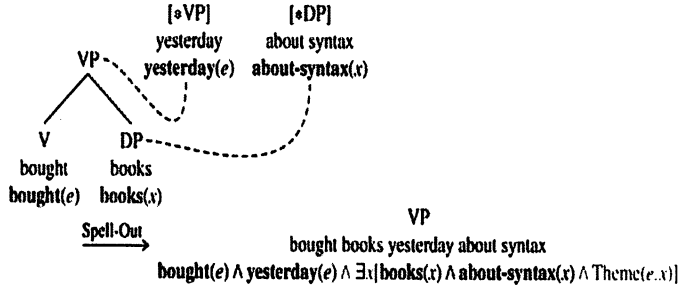 [*VP] [*DP]
yesterday about syntax
VP yesterday(e) about-syntax(x)
V DP
bought books
bought(e) books(x)
Spell-Out VP
bought books yesterday about syntax
bought(e) ∧ yesterday(e) ∧ ∃x[books(x) ∧ about-syntax(x) ∧ Theme(e,x)]